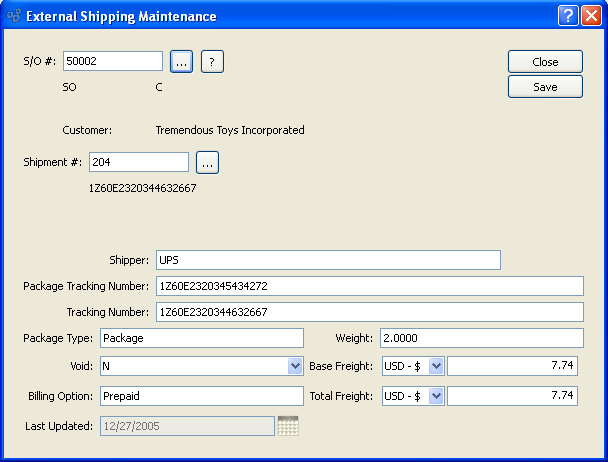 External Shipping Maintenance
S/O #: 50002 ... ? Close
SO C Save
Customer: Tremendous Toys Incorporated
Shipment #: 204 ...
1Z60E2320344632667
Shipper: UPS
Package Tracking Number: 1Z60E2320345434272
Tracking Number: 1Z60E2320344632667
Package Type: Package Weight: 2.0000
Void: N Base Freight: USD - $ 7.74
Billing Option: Prepaid Total Freight: USD - $ 7.74
Last Updated: 12/27/2005